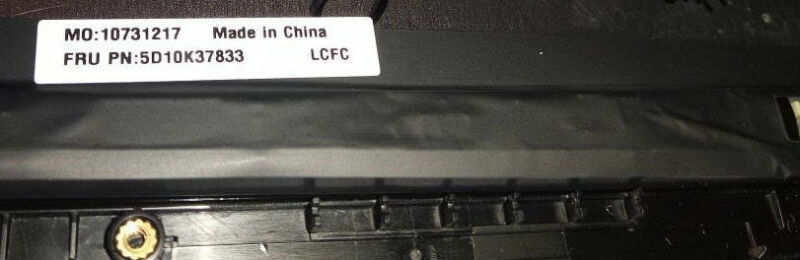 MO:10731217 Made in China
FRU PN:5D10K37833 LCFC